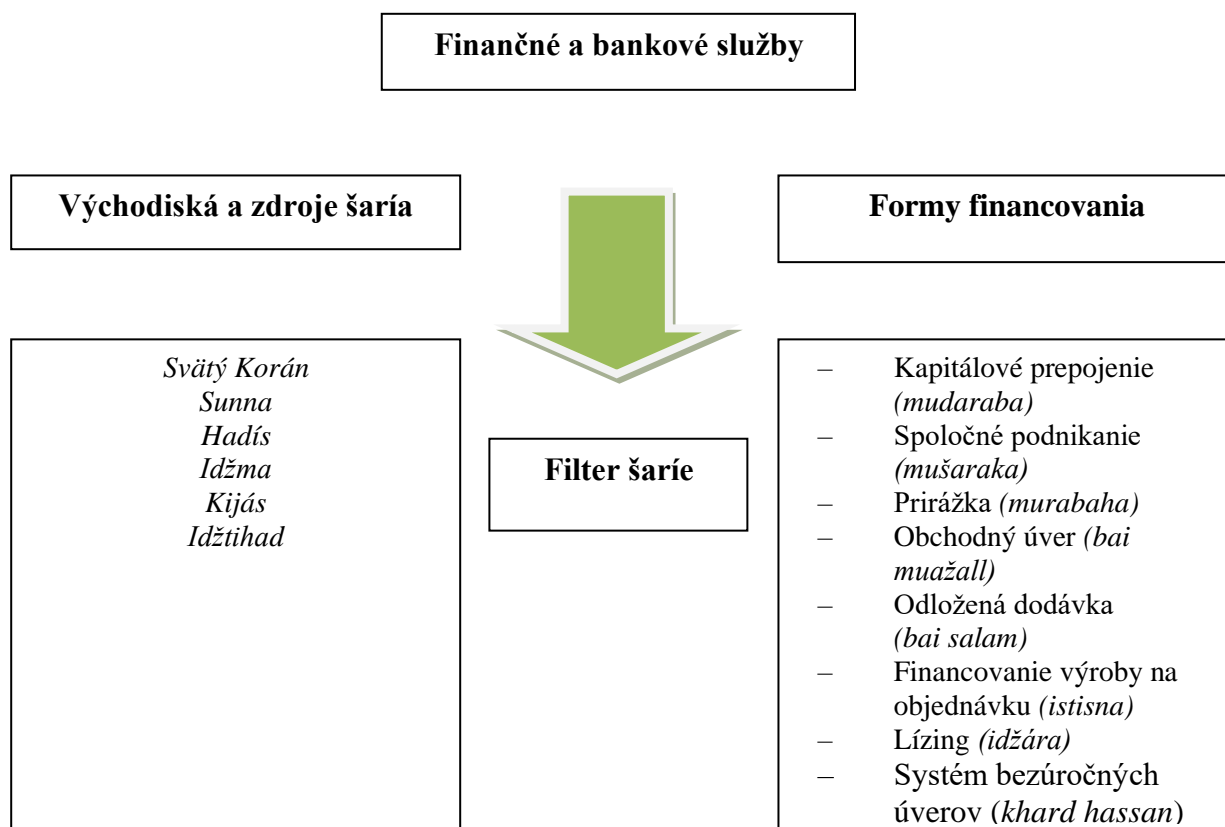 Finančné a bankové služby
Východiská a zdroje šaría
Formy financovania
Svätý Korán
Sunna
Hadís
Idžma
Kijás
Idžtihad
Filter šaríe
– Kapitálové prepojenie
(mudaraba)
– Spoločné podnikanie
(mušaraka)
– Prirážka (murabaha)
– Obchodný úver (bai
muažall)
– Odložená dodávka
(bai salam)
– Financovanie výroby na
objednávku (istisna)
– Lízing (idžára)
– Systém bezúročných
úverov (khard hassan)